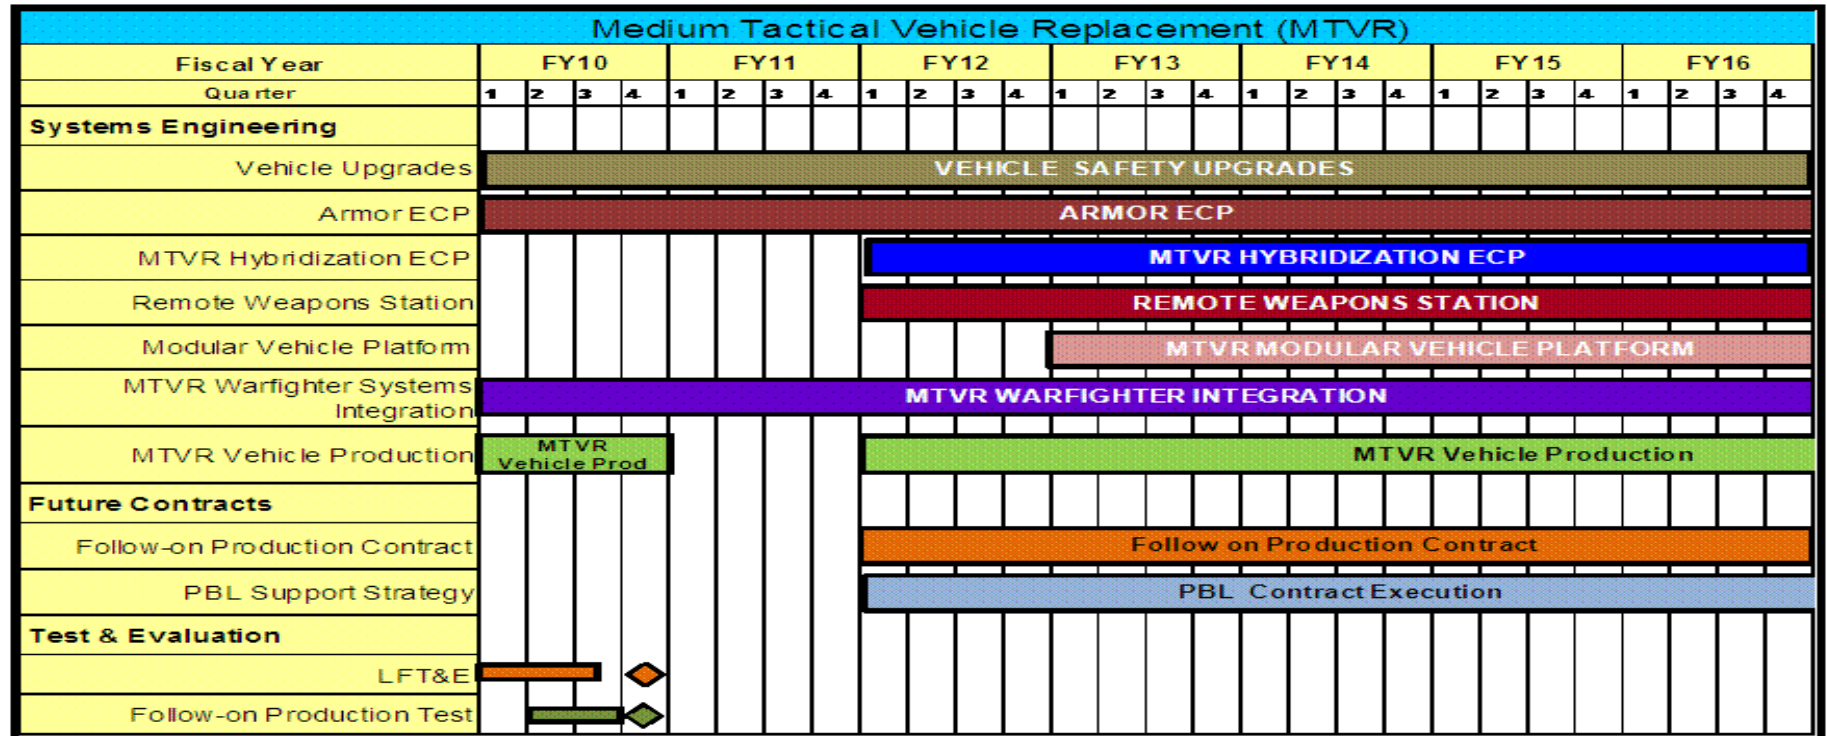 Medium Tactical Vehicle Replacement (MTVR)
Fiscal Year FY10 FY11 FY12 FY13 FY14 FY15 FY16
Quarter 1 2 3 4 1 2 3 4 1 2 3 4 1 2 3 4 1 2 3 4 1 2 3 4 1 2 3 4
Systems Engineering
Vehicle Upgrades VEHICLE SAFETY UPGRADES
Armor ECP ARMOR ECP
MTVR Hybridization ECP MTVR HYBRIDIZATION ECP
Remote Weapons Station REMOTE WEAPONS STATION
Modular Vehicle Platform MTVR MODULAR VEHICLE PLATFORM
MTVR Warfighter Systems
Integration
MTVR WARFIGHTER INTEGRATION
MTVR Vehicle Production
MTVR
Vehicle Prod
MTVR Vehicle Production
Future Contracts
Follow-on Production Contract Follow on Production Contract
PBL Support Strategy PBL Contract Execution
Test & Evaluation
LFT&E
Follow-on Production Test